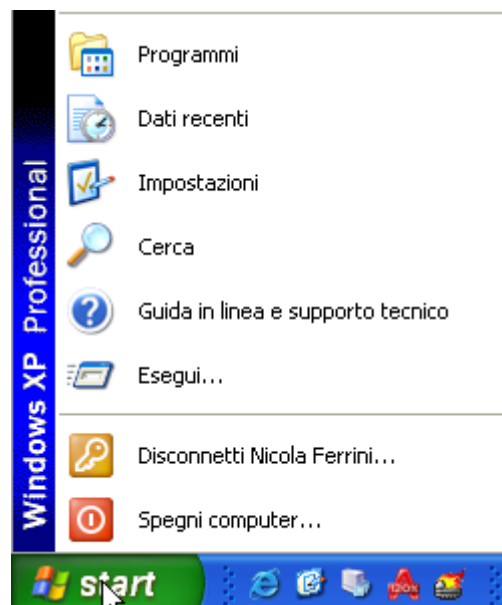 Programmi
Dati recenti
Impostazioni
Cerca
Guida in linea e supporto tecnico
Esegui...
Disconnetti Nicola Ferrini...
Spegni computer...
Windows XP Professional
start
120%